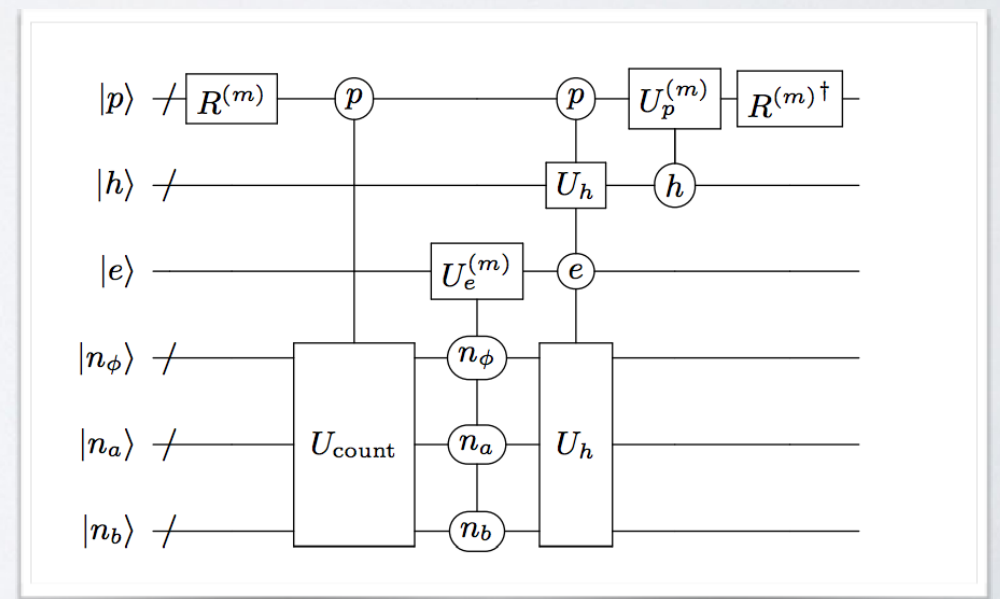 |p⟩ R^(m) p p U_p^(m) R^(m)†
|h⟩ U_h h
|e⟩ U_e^(m) e
|n_ϕ⟩ n_ϕ
|n_a⟩ U_count n_a U_h
|n_b⟩ n_b